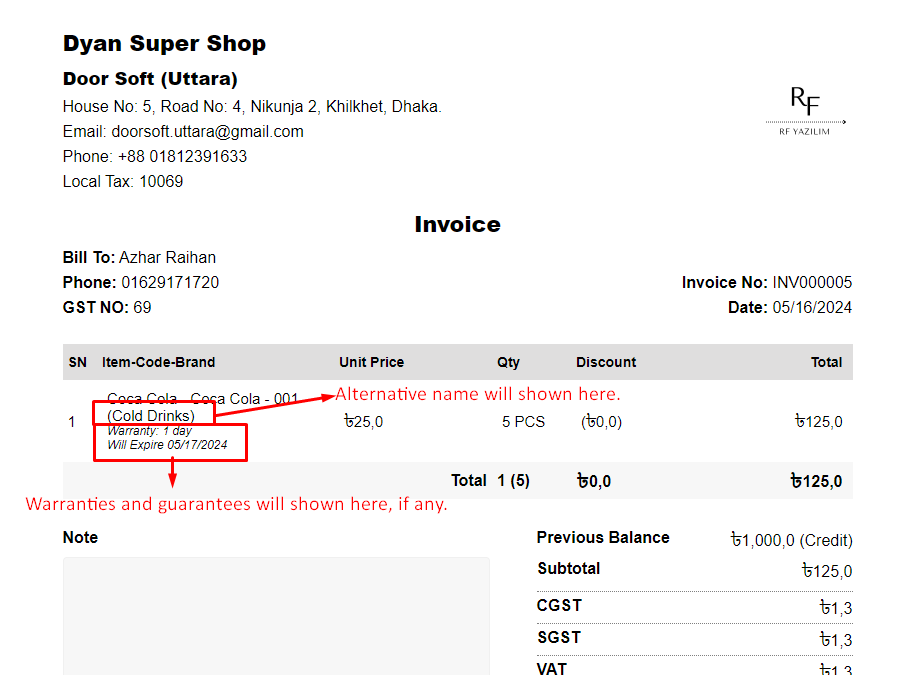 Dyan Super Shop
Door Soft (Uttara)
House No: 5, Road No: 4, Nikunja 2, Khilkhet, Dhaka.
Email: doorsoft.uttara@gmail.com
Phone: +88 01812391633
Local Tax: 10069
RF
RF YAZILIM
Invoice
Bill To: Azhar Raihan
Phone: 01629171720
GST NO: 69
Invoice No: INV000005
Date: 05/16/2024
SN Item-Code-Brand Unit Price Qty Discount Total
Coca Cola - Coca Cola - 001
Alternative name will shown here.
1 (Cold Drinks) ৳25,0 5 PCS (৳0,0) ৳125,0
Warranty: 1 day
Will Expire 05/17/2024
Total 1 (5) ৳0,0 ৳125,0
Warranties and guarantees will shown here, if any.
Note
Previous Balance ৳1,000,0 (Credit)
Subtotal ৳125,0
CGST ৳1,3
SGST ৳1,3
VAT ৳1,3